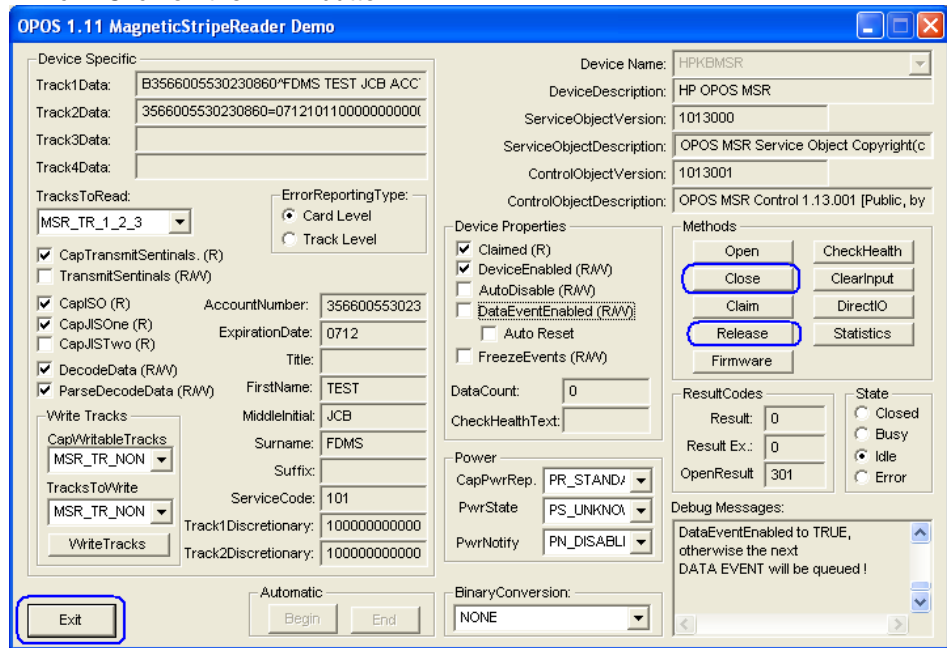 OPOS 1.11 MagneticStripeReader Demo
Device Specific
Track1Data: B3566005530230860^FDMS TEST JCB ACC
Track2Data: 3566005530230860=071210110000000000(
Track3Data:
Track4Data:
TracksToRead:
MSR_TR_1_2_3
ErrorReportingType:
Card Level
Track Level
CapTransmitSentinals. (R)
TransmitSentinals (R/W)
CapISO (R)
CapJISOne (R)
CapJISTwo (R)
DecodeData (R/W)
ParseDecodeData (R/W)
Write Tracks
CapWritableTracks
MSR_TR_NON
TracksToWrite
MSR_TR_NON
WriteTracks
AccountNumber: 356600553023
ExpirationDate: 0712
Title:
FirstName: TEST
MiddleInitial: JCB
Surname: FDMS
Suffix:
ServiceCode: 101
Track1Discretionary: 100000000000
Track2Discretionary: 100000000000
Exit
Automatic
Begin End
Device Name: HPKBMSR
DeviceDescription: HP OPOS MSR
ServiceObjectVersion: 1013000
ServiceObjectDescription: OPOS MSR Service Object Copyright(c
ControlObjectVersion: 1013001
ControlObjectDescription: OPOS MSR Control 1.13.001 [Public, by
Device Properties
Claimed (R)
DeviceEnabled (R/W)
AutoDisable (R/W)
DataEventEnabled (R/W)
Auto Reset
FreezeEvents (R/W)
DataCount: 0
CheckHealthText:
Power
CapPwrRep. PR_STANDA
PwrState PS_UNKNOW
PwrNotify PN_DISABLI
BinaryConversion:
NONE
Methods
Open CheckHealth
Close ClearInput
Claim DirectIO
Release Statistics
Firmware
ResultCodes
Result: 0
Result Ex.: 0
OpenResult 301
State
Closed
Busy
Idle
Error
Debug Messages:
DataEventEnabled to TRUE,
otherwise the next
DATA EVENT will be queued !